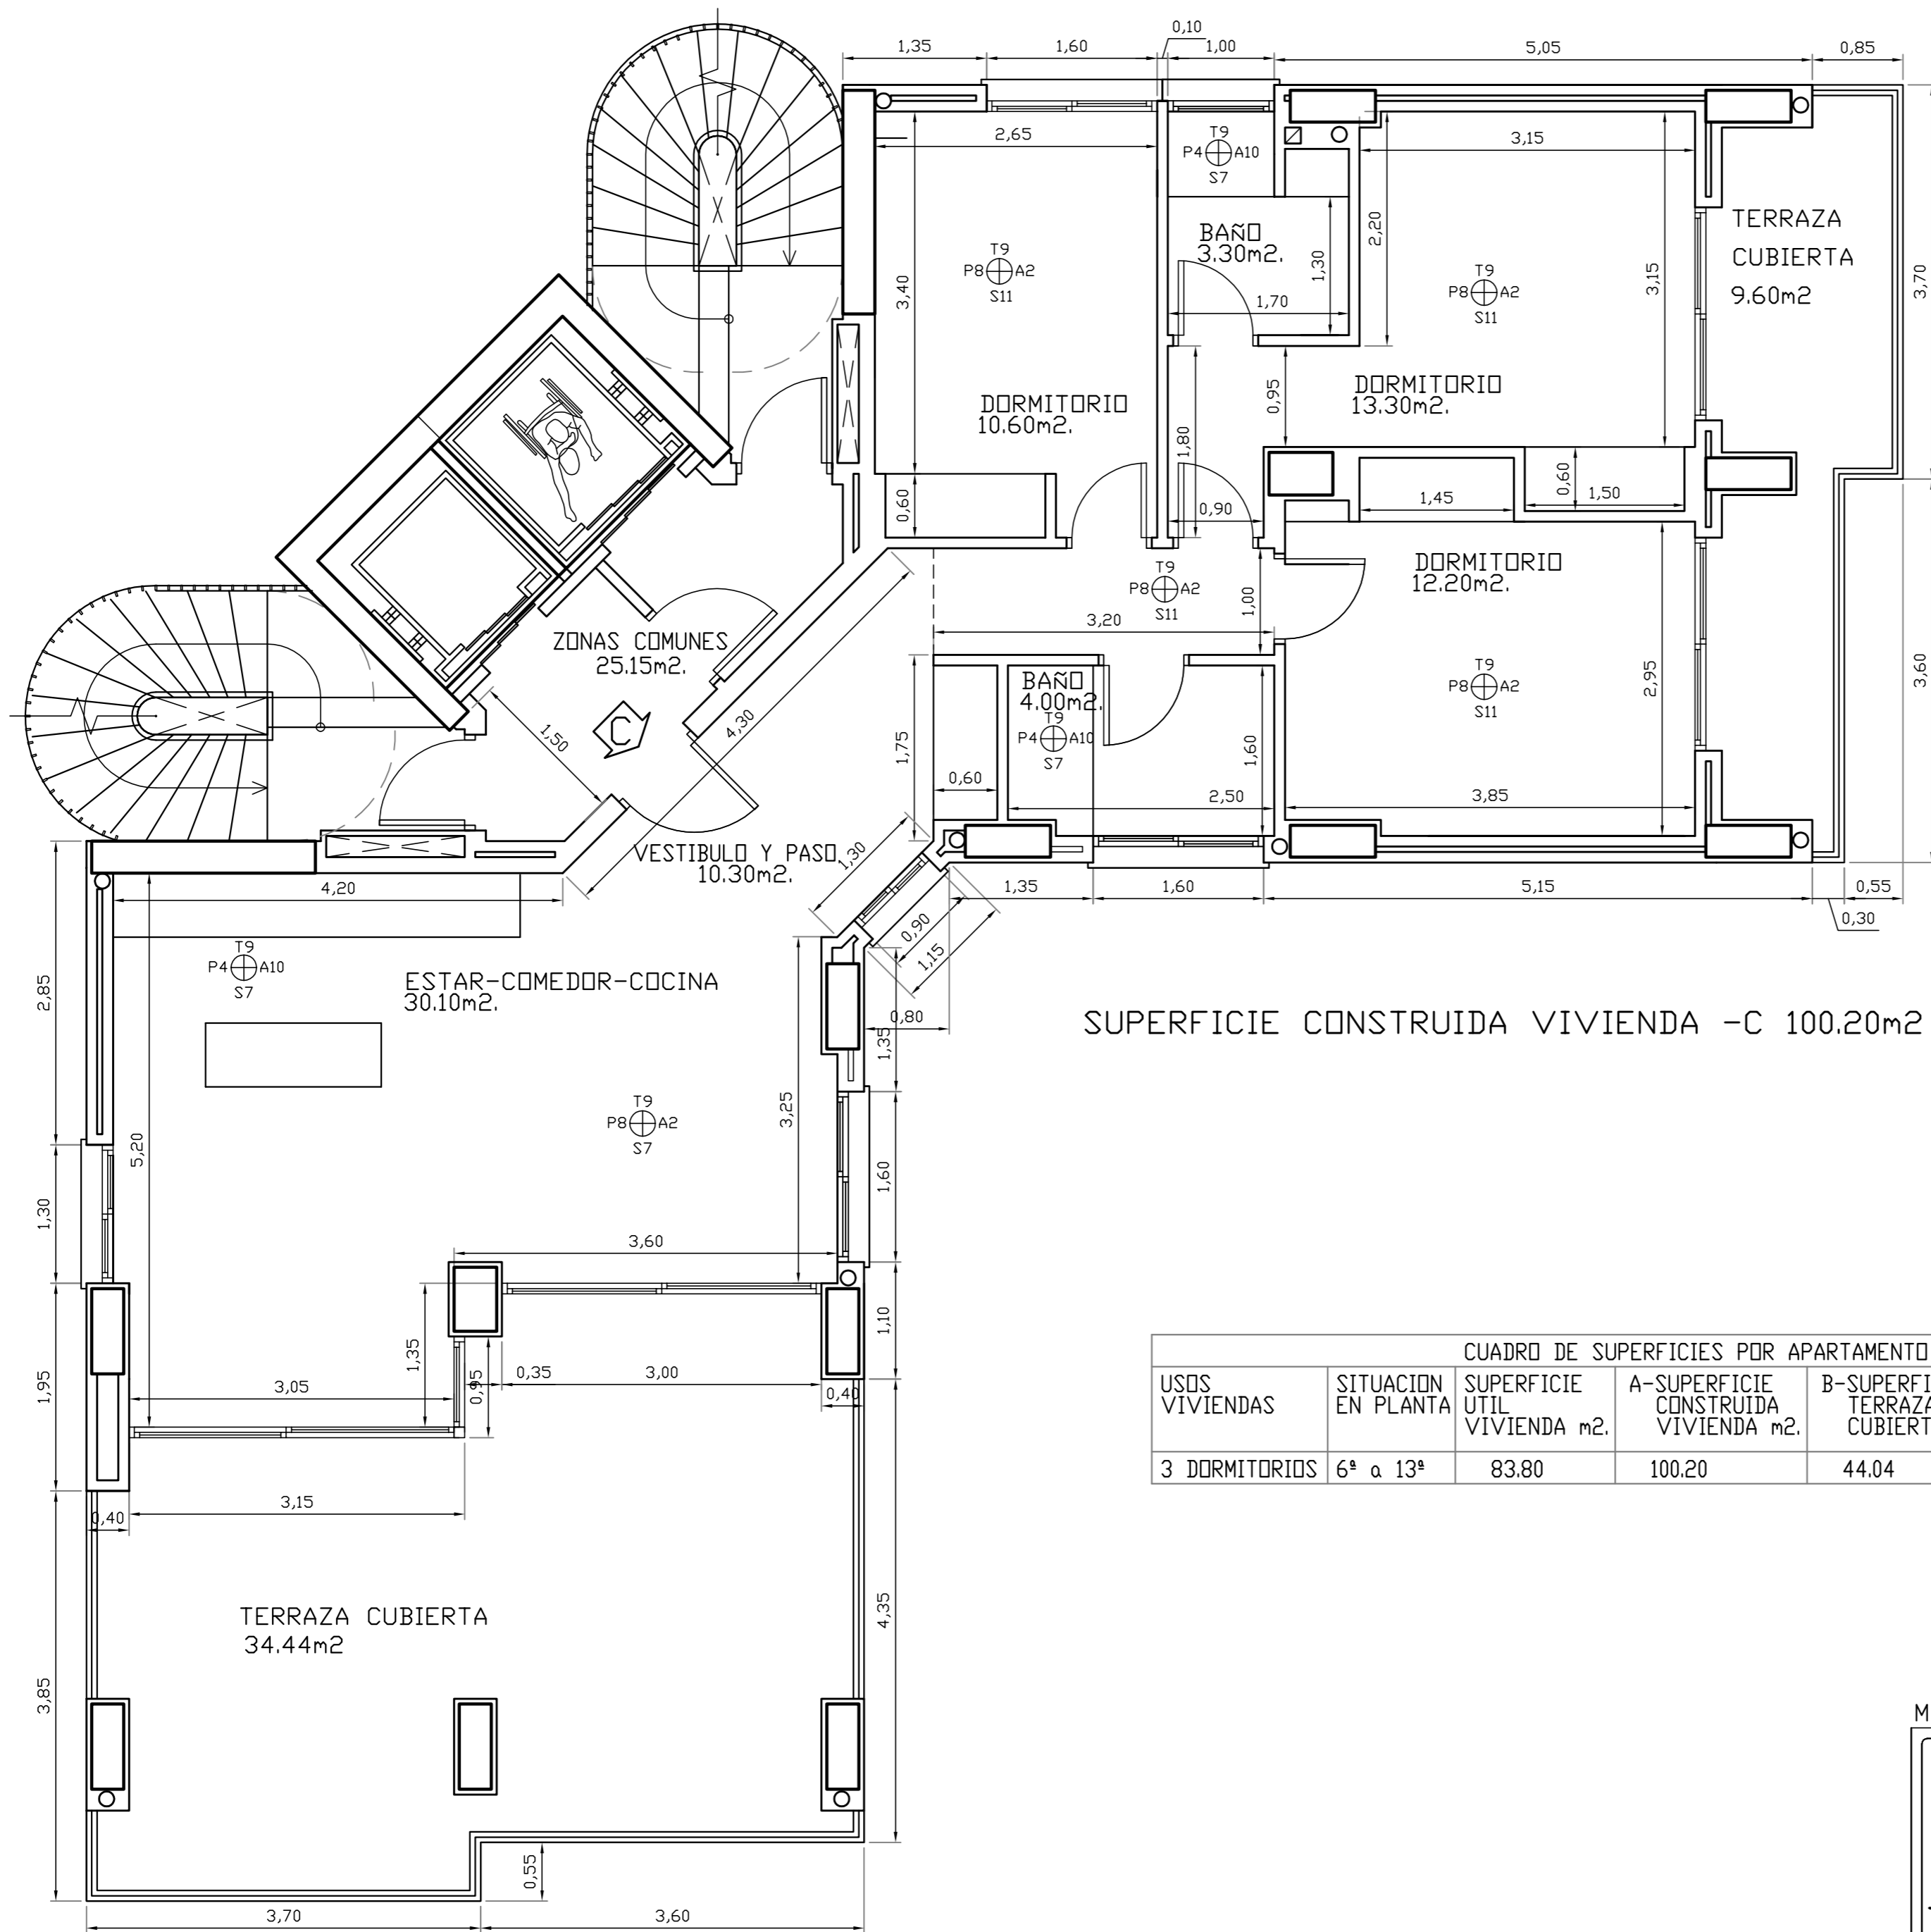 0,10
1,35 1,60 1,00 5,05 0,85
2,65
T9
P4 A10
S7
3,15
BAÑO
3.30m2.
2,20
1,30
1,70
3,15
TERRAZA
CUBIERTA
9.60m2
3,70
T9
P8 A2
S11
3,40
T9
P8 A2
S11
DORMITORIO
10.60m2.
DORMITORIO
13.30m2.
0,95
1,80
0,60
0,90
1,45
0,60
1,50
DORMITORIO
12.20m2.
T9
P8 A2
S11
1,00
3,20
ZONAS COMUNES
25.15m2.
BAÑO
4.00m2.
T9
P4 A10
S7
T9
P8 A2
S11
2,95
3,60
C
1,50
4,30
1,75
0,60
1,60
2,50
3,85
VESTIBULO Y PASO
10.30m2.
1,30
4,20
1,35 1,60 5,15 0,55
0,30
0,90
1,15
T9
P4 A10
S7
ESTAR-COMEDOR-COCINA
30.10m2.
2,85
0,80
1,35
SUPERFICIE CONSTRUIDA VIVIENDA -C 100.20m2
T9
P8 A2
S7
3,25
5,20
1,30
1,60
3,60
1,10
1,35
0,95
0,35
3,00
3,05
0,40
1,95
3,15
0,40
CUADRO DE SUPERFICIES POR APARTAMENTO
USOS
VIVIENDAS
SITUACION
EN PLANTA
SUPERFICIE
UTIL
VIVIENDA m2.
A-SUPERFICIE
CONSTRUIDA
VIVIENDA m2.
B-SUPERFI
TERRAZA
CUBIERT
3 DORMITORIOS 6ª a 13ª 83.80 100.20 44.04
TERRAZA CUBIERTA
34.44m2
4,35
3,85
0,55
3,70 3,60
M